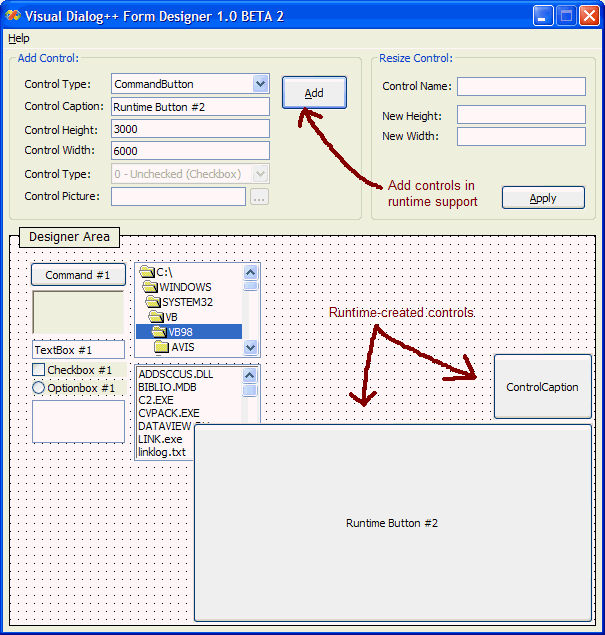 Visual Dialog++ Form Designer 1.0 BETA 2
Help
Add Control:
Control Type:
CommandButton
Control Caption:
Runtime Button #2
Control Height:
3000
Control Width:
6000
Control Type:
0 - Unchecked (Checkbox)
Control Picture:
...
Add
Resize Control:
Control Name:
New Height:
New Width:
Apply
Add controls in
runtime support
Designer Area
Command #1
TextBox #1
Checkbox #1
Optionbox #1
C:\
WINDOWS
SYSTEM32
VB
VB98
AVIS
ADDSCCUS.DLL
BIBLIO.MDB
C2.EXE
CVPACK.EXE
LINK.exe
linklog.txt
Runtime-created controls
ControlCaption
Runtime Button #2